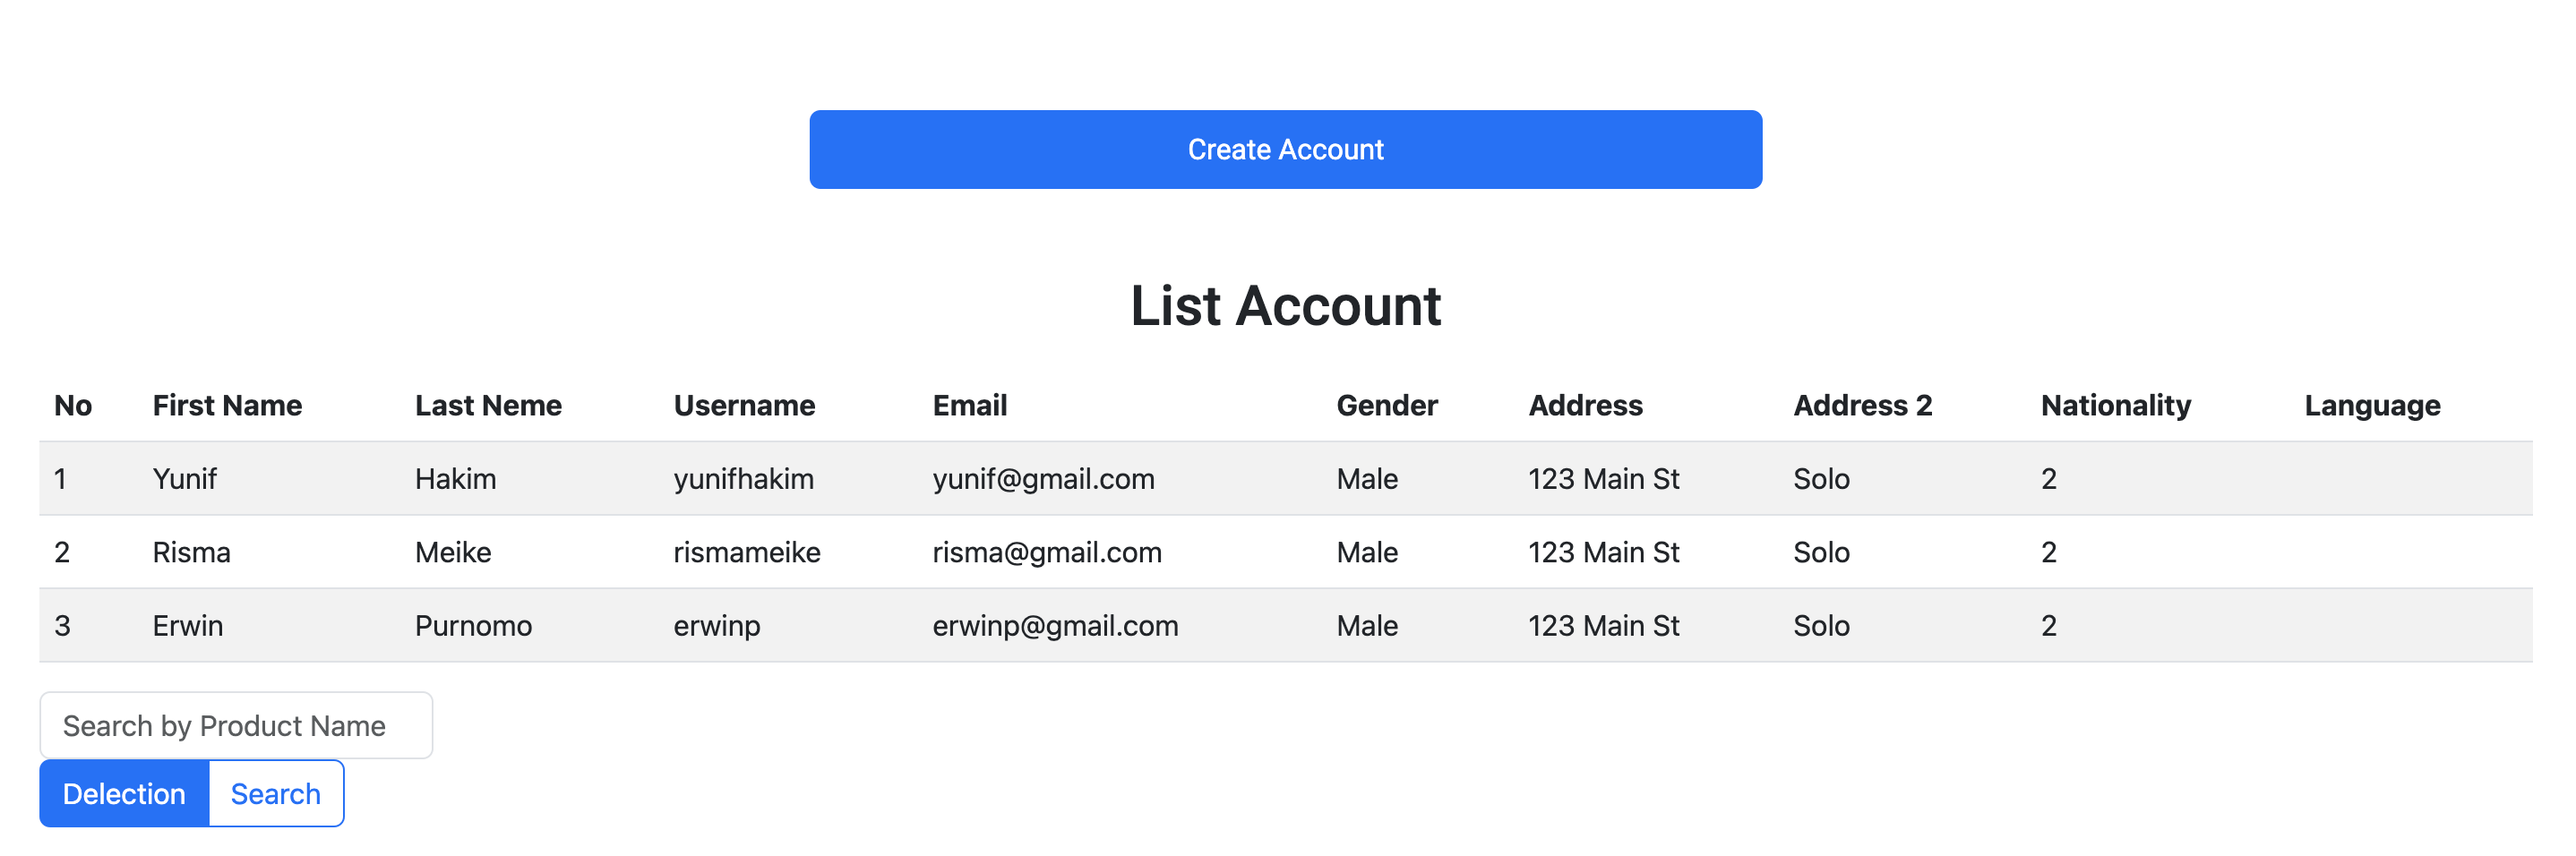 Create Account
List Account
No First Name Last Neme Username Email Gender Address Address 2 Nationality Language
1 Yunif Hakim yunifhakim yunif@gmail.com Male 123 Main St Solo 2
2 Risma Meike rismameike risma@gmail.com Male 123 Main St Solo 2
3 Erwin Purnomo erwinp erwinp@gmail.com Male 123 Main St Solo 2
Search by Product Name
Delection Search